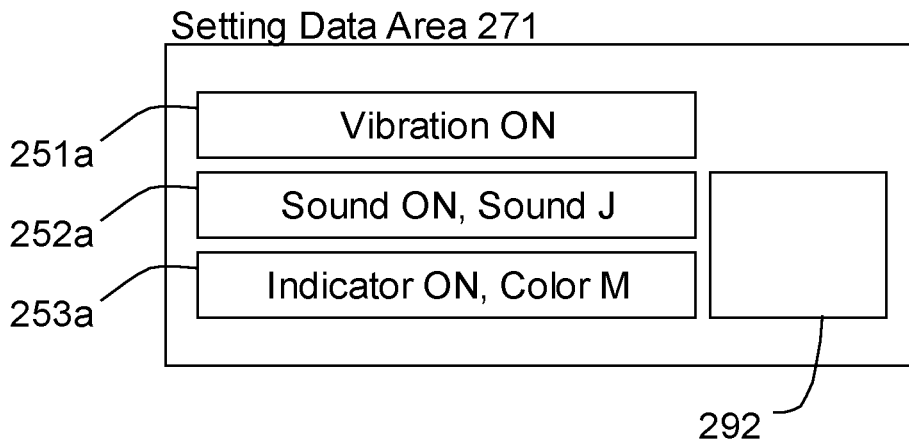 Setting Data Area 271
251a
Vibration ON
252a
Sound ON, Sound J
253a
Indicator ON, Color M
292